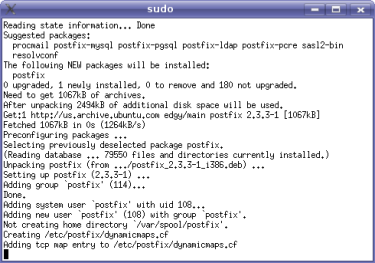 sudo
Reading state information... Done
Suggested packages:
procmail postfix-mysql postfix-pgsql postfix-ldap postfix-pcre sasl2-bin
resolvconf
The following NEW packages will be installed:
postfix
0 upgraded, 1 newly installed, 0 to remove and 180 not upgraded.
Need to get 1067kB of archives.
After unpacking 2494kB of additional disk space will be used.
Get:1 http://us.archive.ubuntu.com edgy/main postfix 2.3.3-1 [1067kB]
Fetched 1067kB in 0s (1264kB/s)
Preconfiguring packages ...
Selecting previously deselected package postfix.
(Reading database ... 79550 files and directories currently installed.)
Unpacking postfix (from .../postfix_2.3.3-1_i386.deb) ...
Setting up postfix (2.3.3-1) ...
Adding group `postfix' (114)...
Done.
Adding system user `postfix' with uid 108...
Adding new user `postfix' (108) with group `postfix'.
Not creating home directory `/var/spool/postfix'.
Creating /etc/postfix/dynamicmaps.cf
Adding tcp map entry to /etc/postfix/dynamicmaps.cf